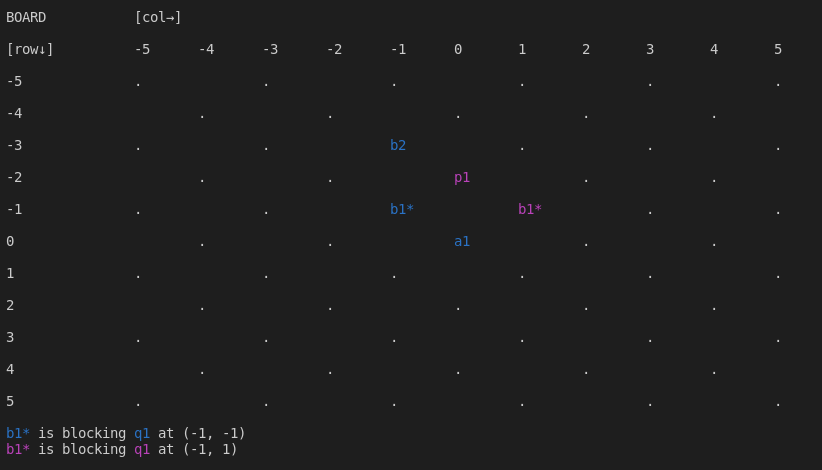 BOARD [col→]
[row↓] -5 -4 -3 -2 -1 0 1 2 3 4 5
-5 . . . . . .
-4 . . . . .
-3 . . b2 . . .
-2 . . p1 . .
-1 . . b1* b1* . .
0 . . a1 . .
1 . . . . . .
2 . . . . .
3 . . . . . .
4 . . . . .
5 . . . . . .
b1* is blocking q1 at (-1, -1)
b1* is blocking q1 at (-1, 1)